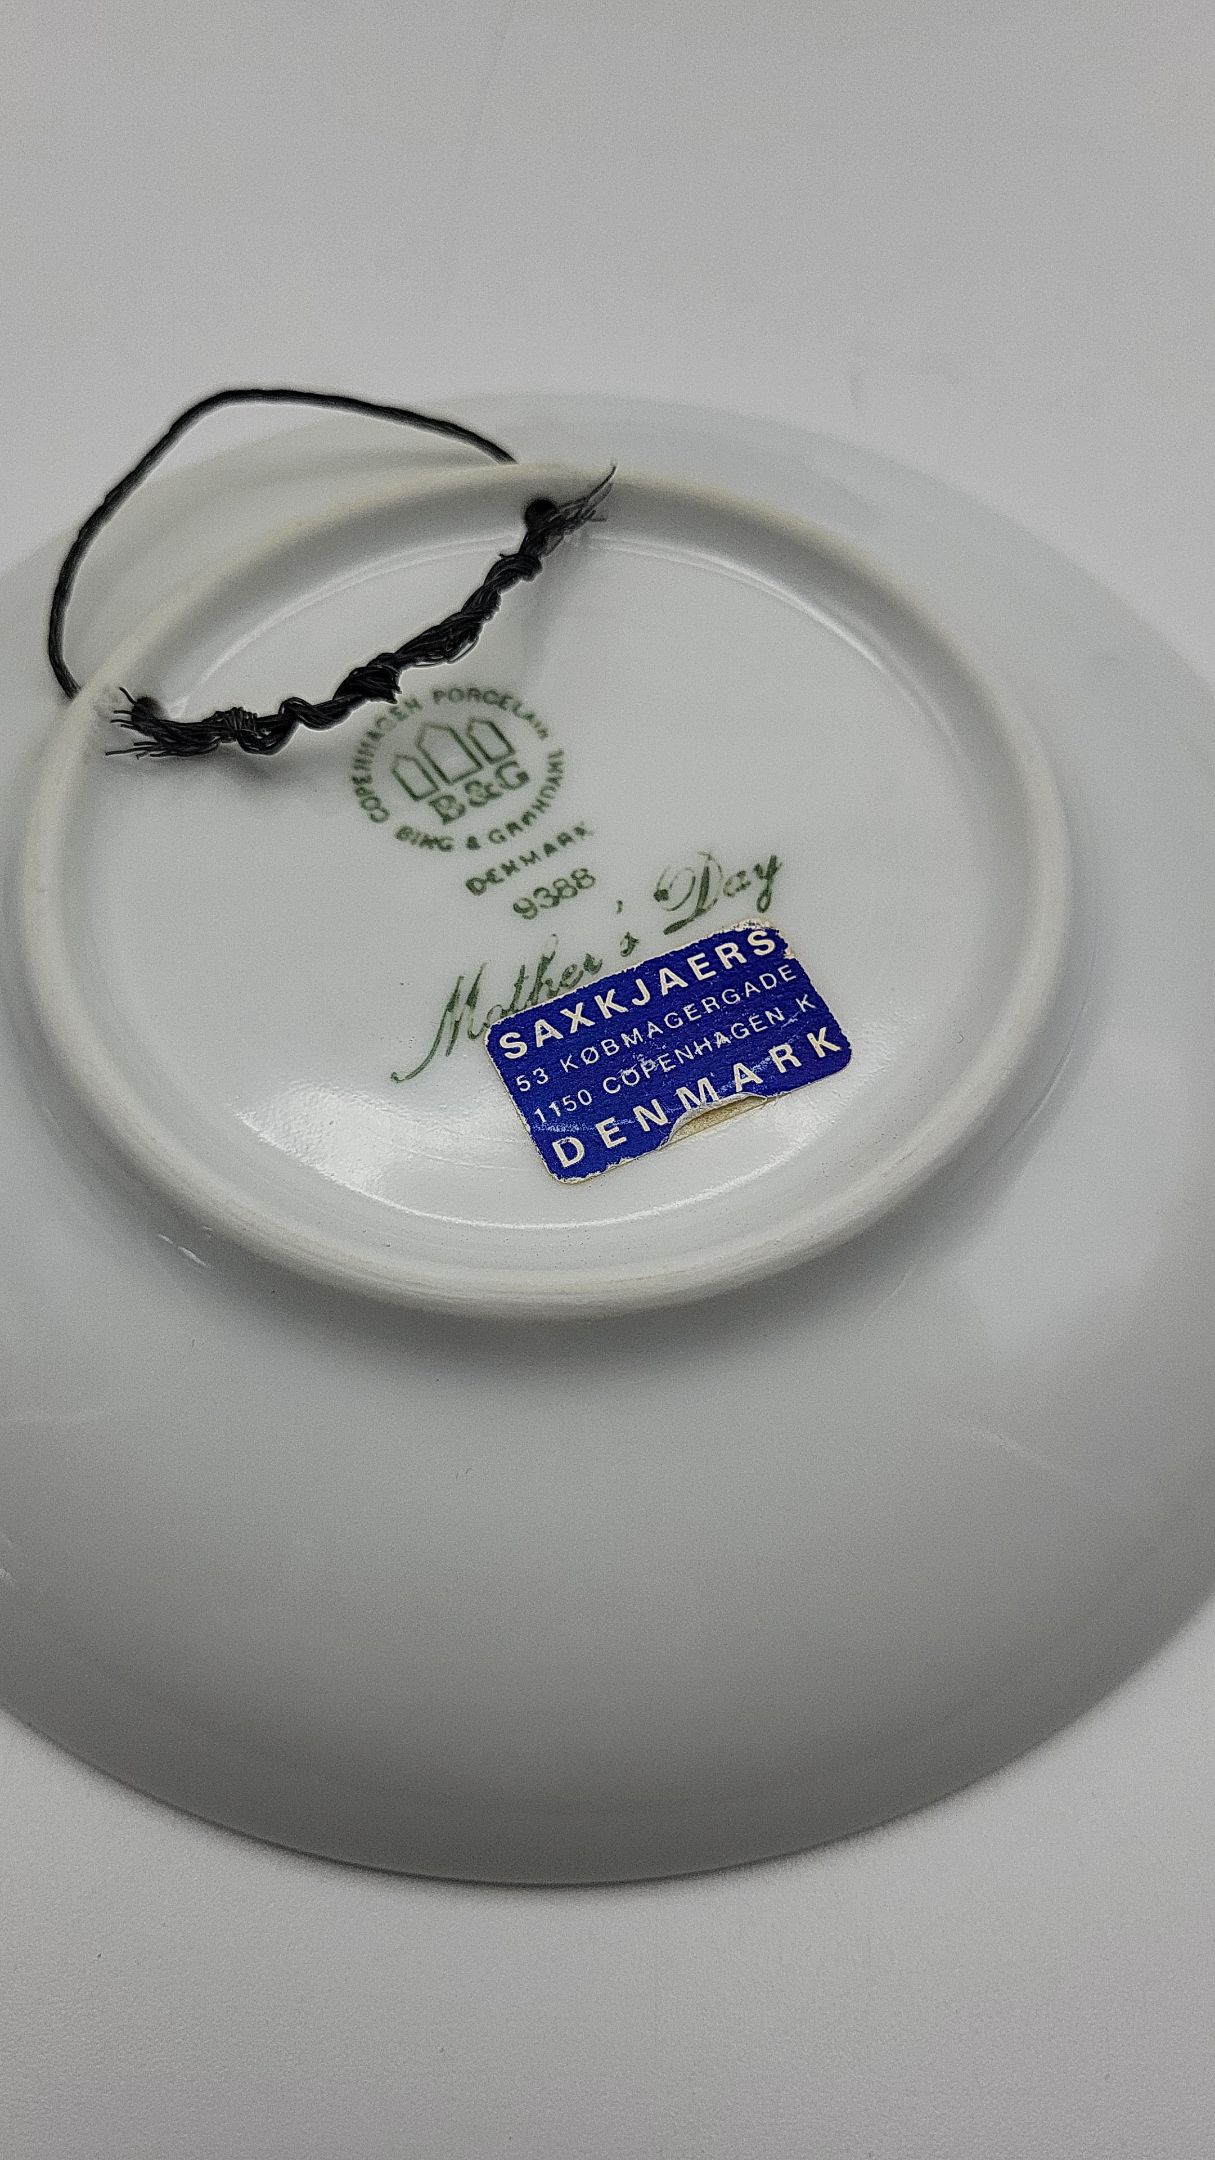 COPENHAGEN PORCELAIN
B&G
BING & GRØNDAHL
DENMARK
9388
Mother's Day
SAXKJAERS
53 KØBMAGERGADE
1150 COPENHAGEN K
DENMARK